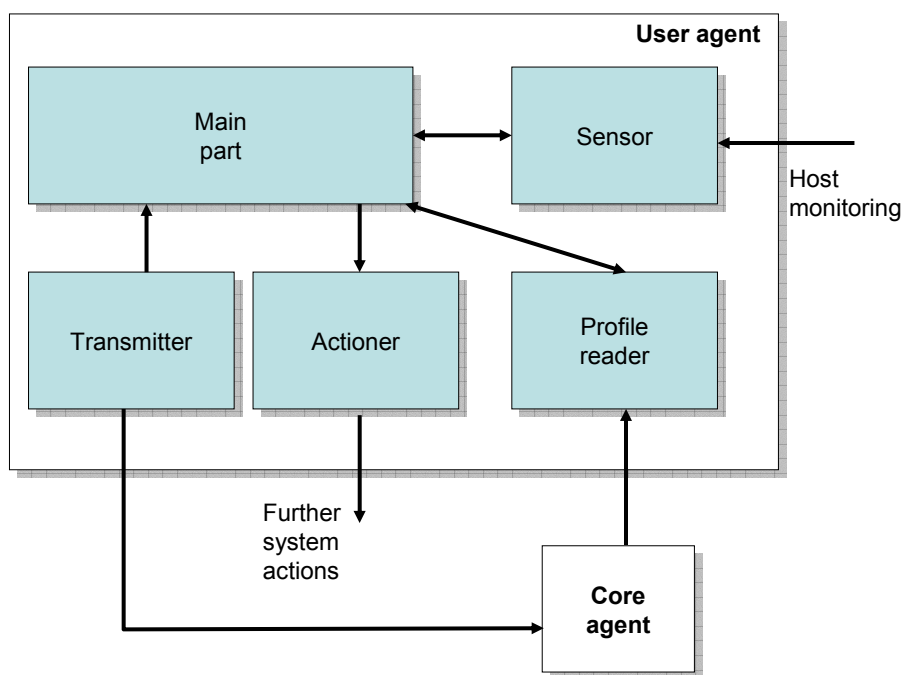 User agent
Main
part
Sensor
Host
monitoring
Transmitter
Actioner
Profile
reader
Further
system
actions
Core
agent